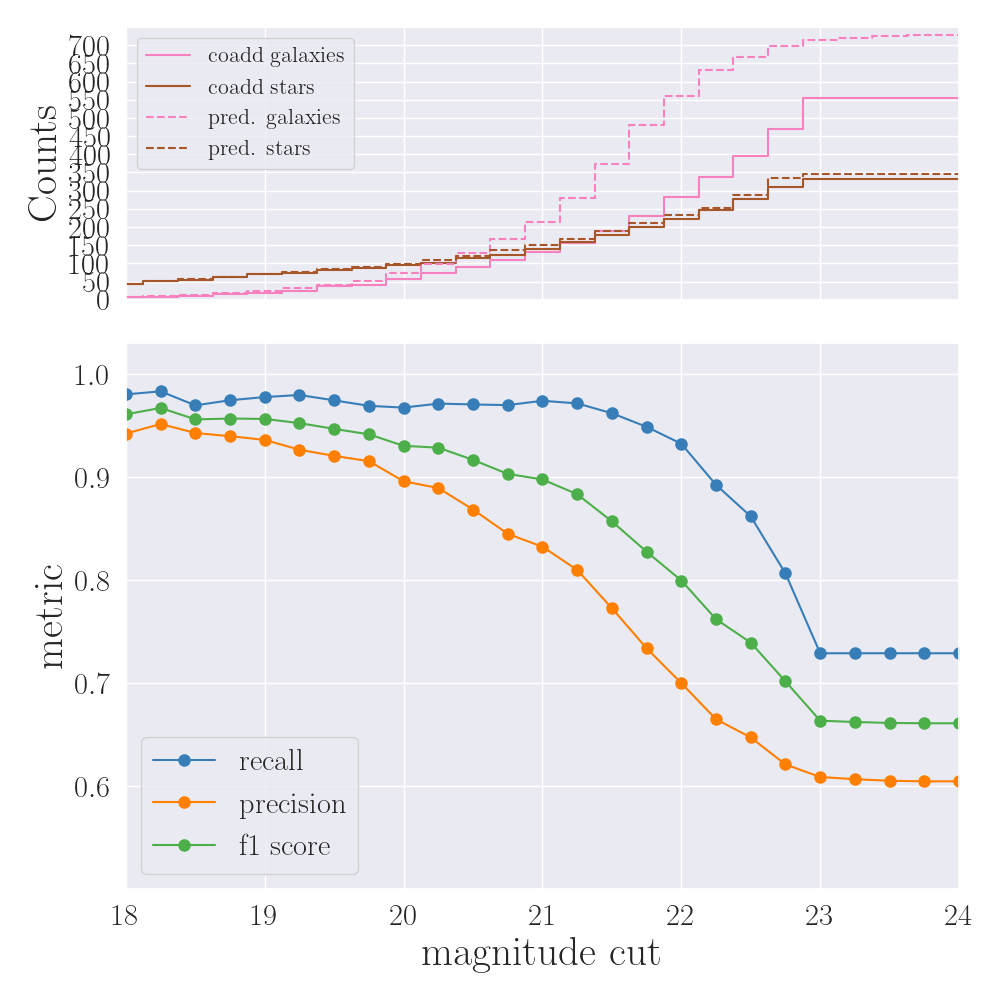 700
650
600
550
500
450
400
350
300
250
200
150
100
50
0
Counts
coadd galaxies
coadd stars
pred. galaxies
pred. stars
1.0
0.9
0.8
0.7
0.6
metric
recall
precision
f1 score
18 19 20 21 22 23 24
magnitude cut